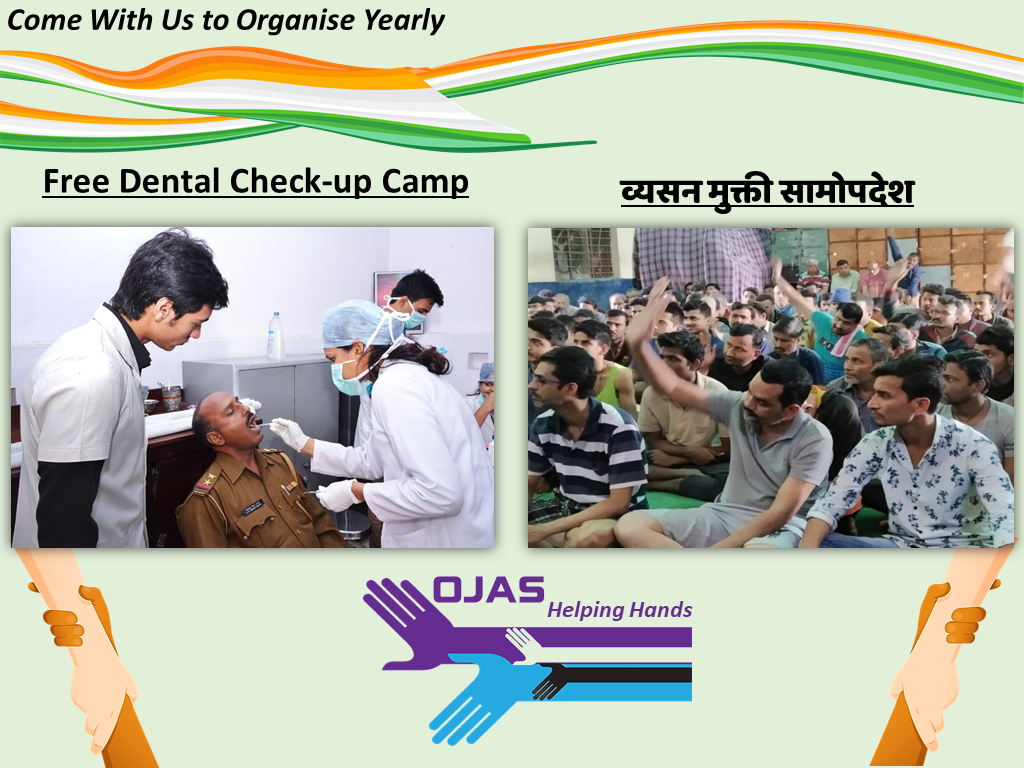 Come With Us to Organise Yearly
Free Dental Check-up Camp
व्यसन मुक्ती सामोपदेश
OJAS
Helping Hands